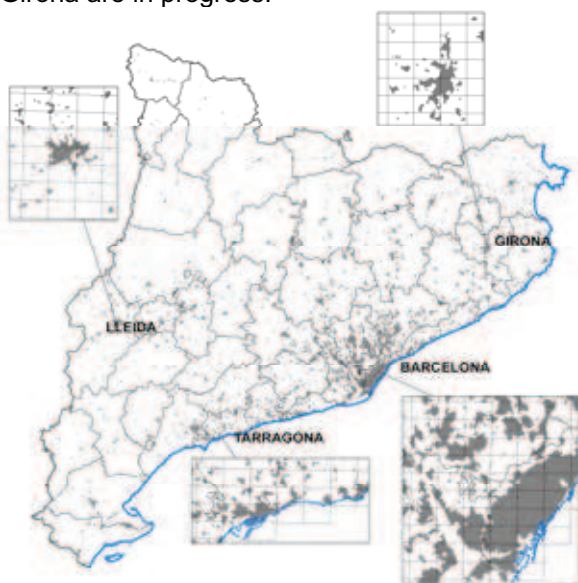 Girona are in progress.
GIRONA
LLEIDA
BARCELONA
TARRAGONA